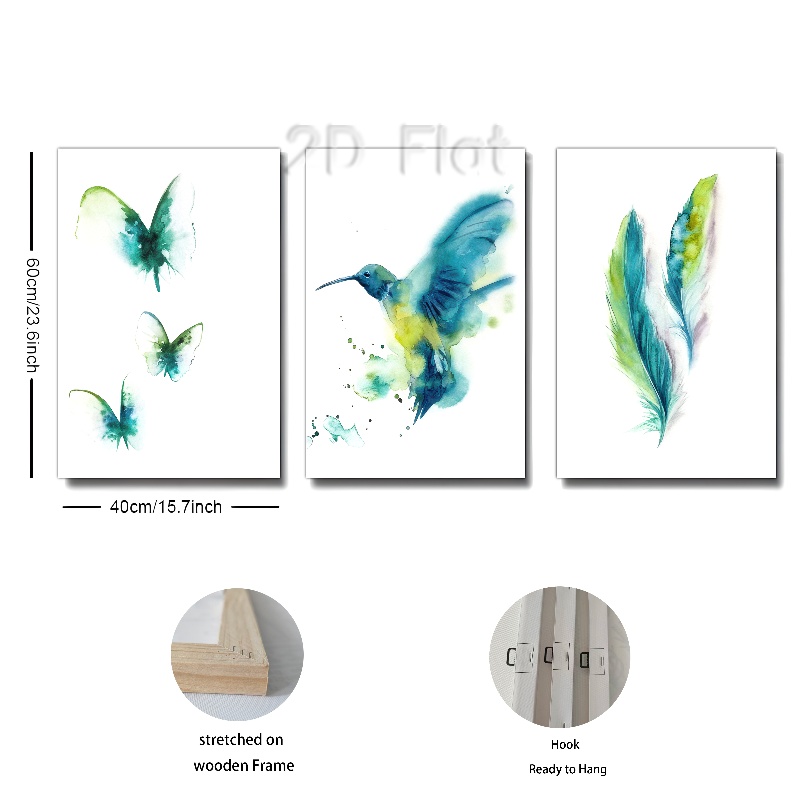 2D Flat
60cm/23.6inch
40cm/15.7inch
stretched on
wooden Frame
Hook
Ready to Hang